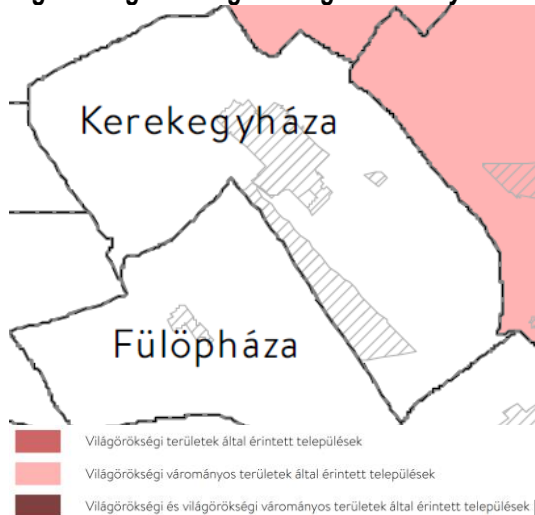 Kerekegyháza
Fülöpháza
Világörökségi területek által érintett települések
Világörökségi várományos területek által érintett települések
Világörökségi és világörökségi várományos területek által érintett települések